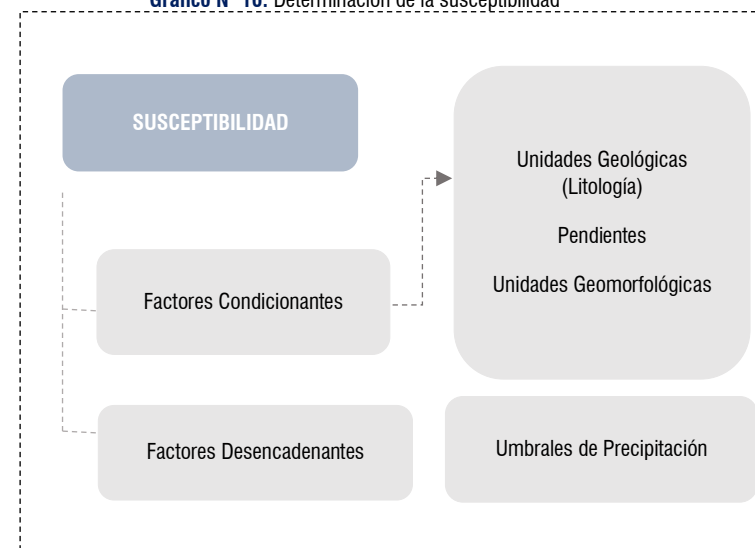 Gráfico N° 16. Determinación de la susceptibilidad
SUSCEPTIBILIDAD
Unidades Geológicas
(Litología)
Pendientes
Unidades Geomorfológicas
Factores Condicionantes
Factores Desencadenantes
Umbrales de Precipitación